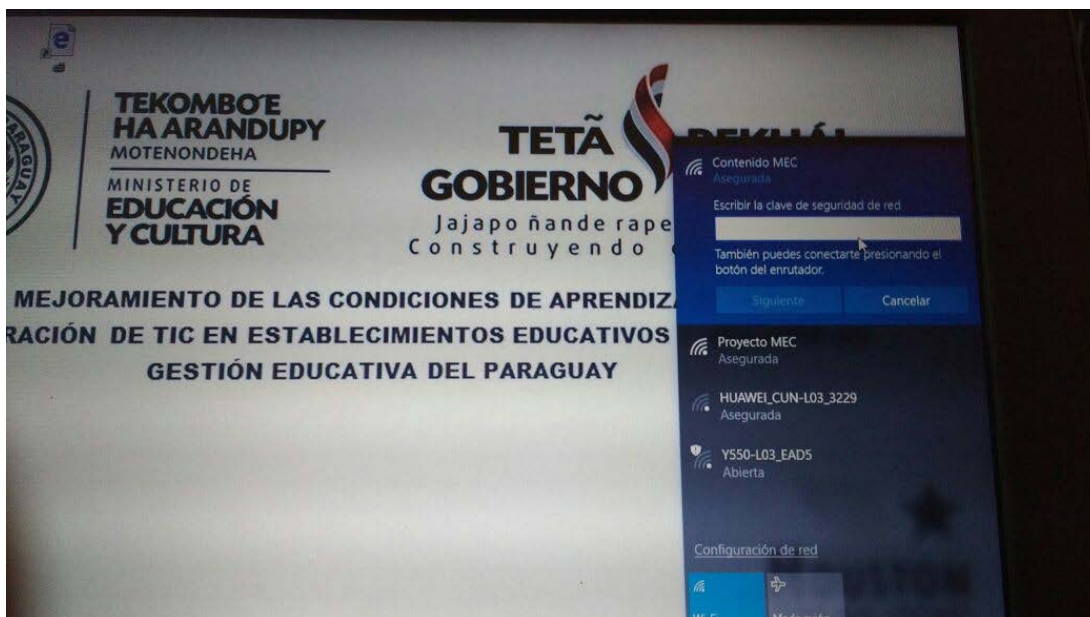 TEKOMBO'E
HA ARANDUPY
MOTENONDEHA
MINISTERIO DE
EDUCACIÓN
Y CULTURA
TETÃ
GOBIERNO
Jajapo ñande rape
Construyendo
MEJORAMIENTO DE LAS CONDICIONES DE
DE TIC EN ESTABLECIMIENTOS EDUCATIVOS
GESTIÓN EDUCATIVA DEL PARAGUAY
Contenido MEC
Asegurada
Escribir la clave de seguridad de red
También puedes conectarte presionando el
botón del enrutador.
Siguiente Cancelar
Proyecto MEC
Asegurada
HUAWEI_CUN-L03_3229
Asegurada
Y550-L03_EAD5
Abierta
Configuración de red